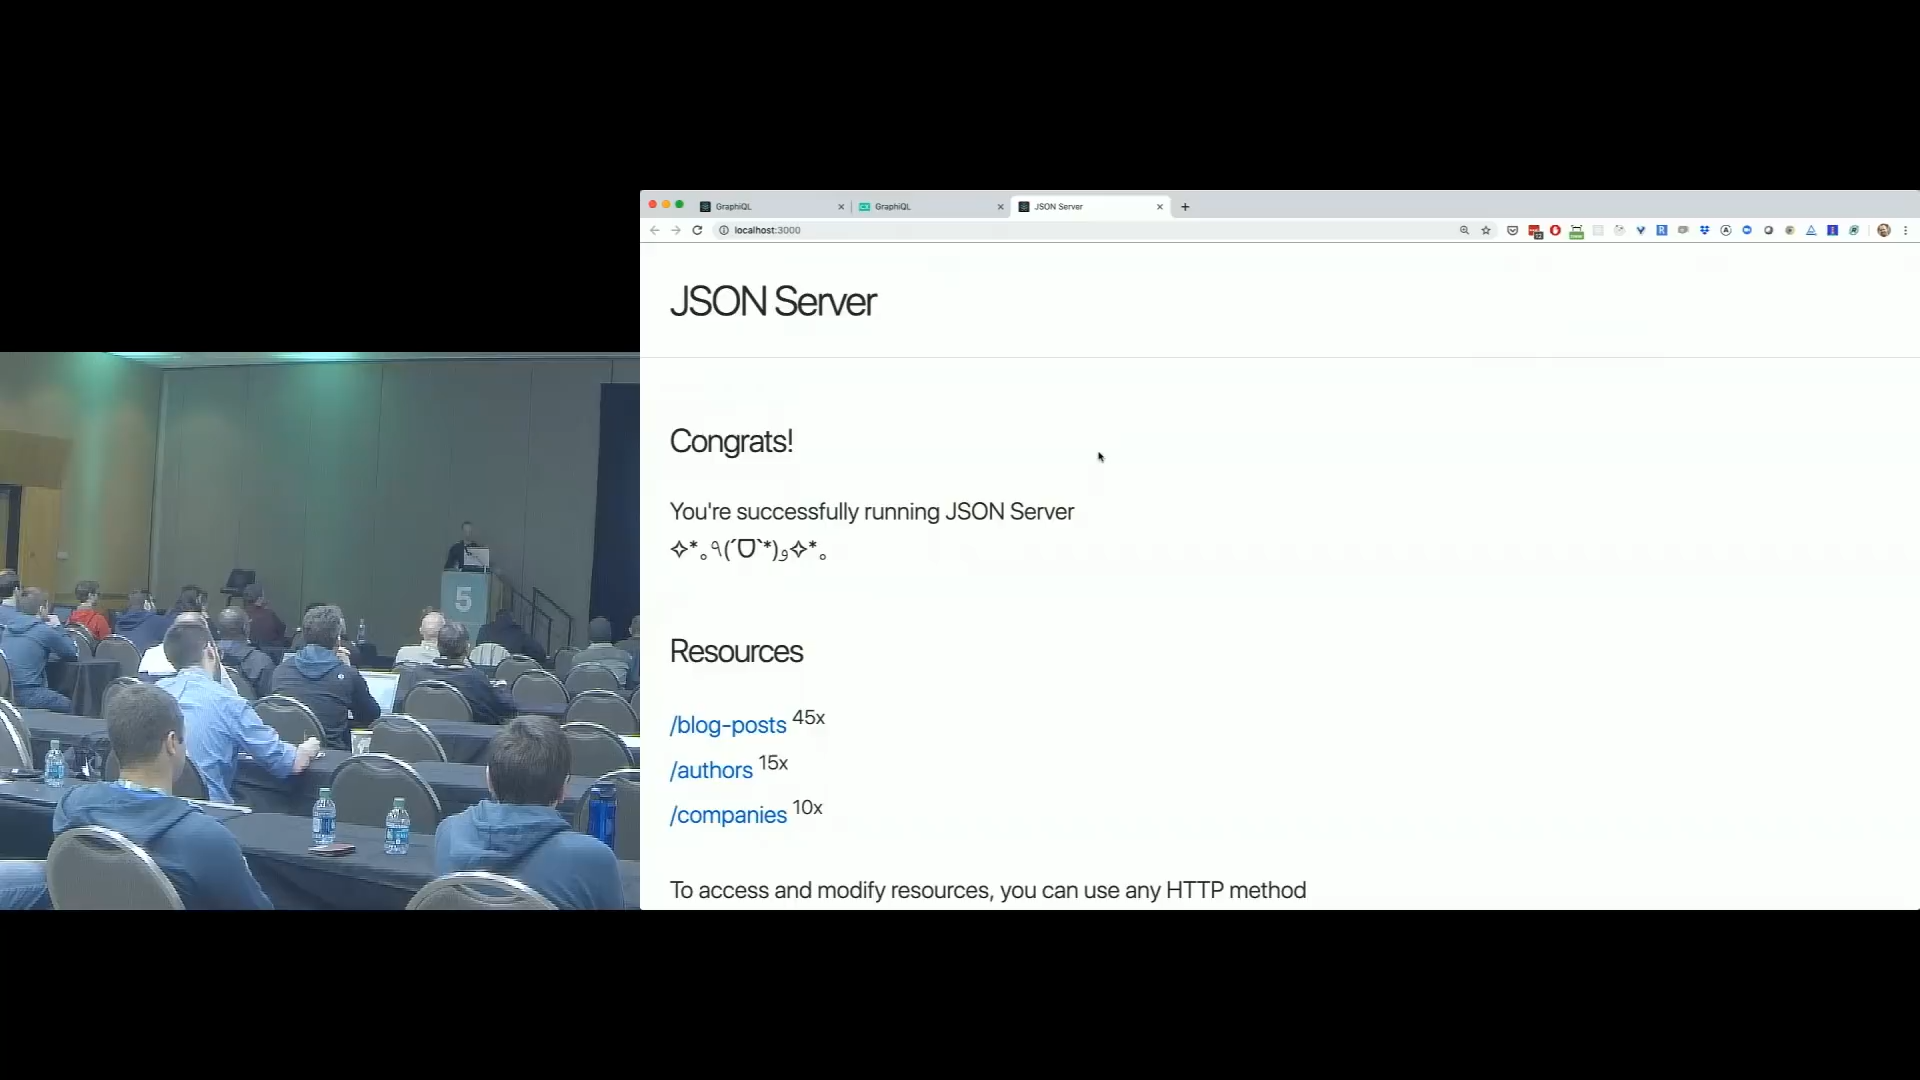 GraphiQL
GraphiQL
JSON Server
localhost:3000
JSON Server
Congrats!
You're successfully running JSON Server
✧*｡٩(ˊᗜˋ*)و✧*｡
Resources
/blog-posts 45x
/authors 15x
/companies 10x
To access and modify resources, you can use any HTTP method
5